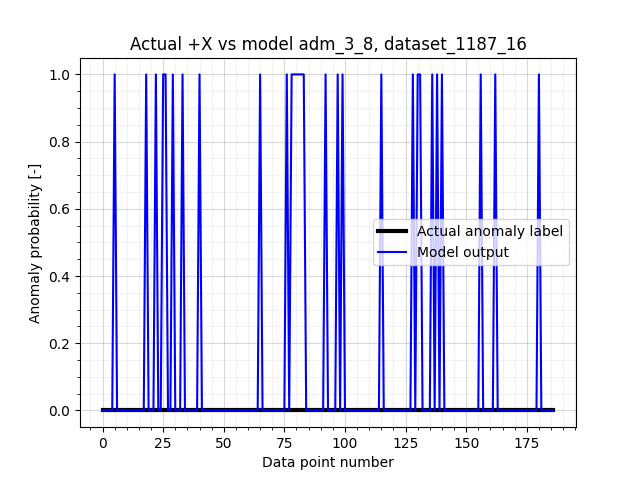 Actual +X vs model adm_3_8, dataset_1187_16
Anomaly probability [-]
1.0
0.8
0.6
0.4
0.2
0.0
Actual anomaly label
Model output
0 25 50 75 100 125 150 175
Data point number